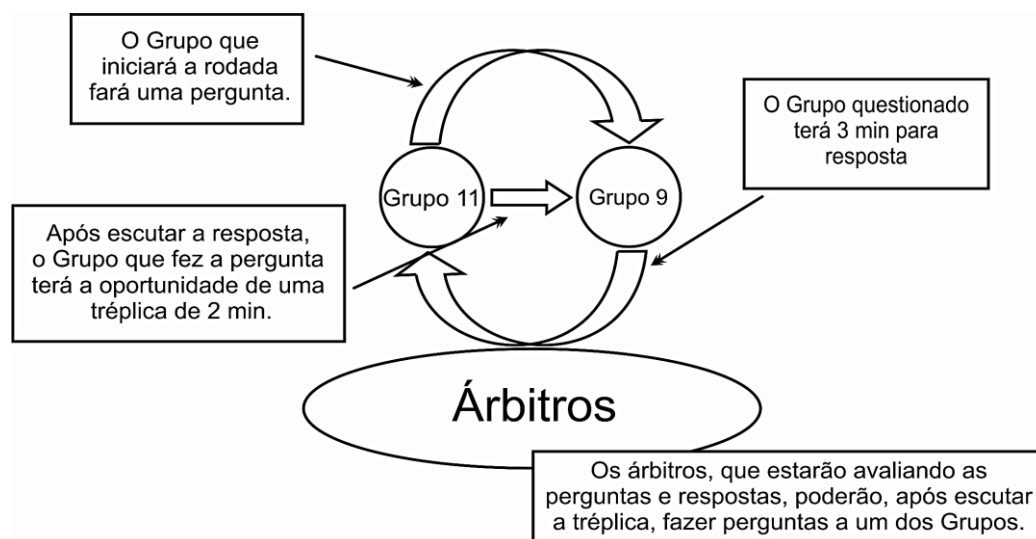 O Grupo que
iniciará a rodada
fará uma pergunta.
O Grupo questionado
terá 3 min para
resposta
Grupo 11
Grupo 9
Após escutar a resposta,
o Grupo que fez a pergunta
terá a oportunidade de uma
tréplica de 2 min.
Árbitros
Os árbitros, que estarão avaliando as
perguntas e respostas, poderão, após escutar
a tréplica, fazer perguntas a um dos Grupos.